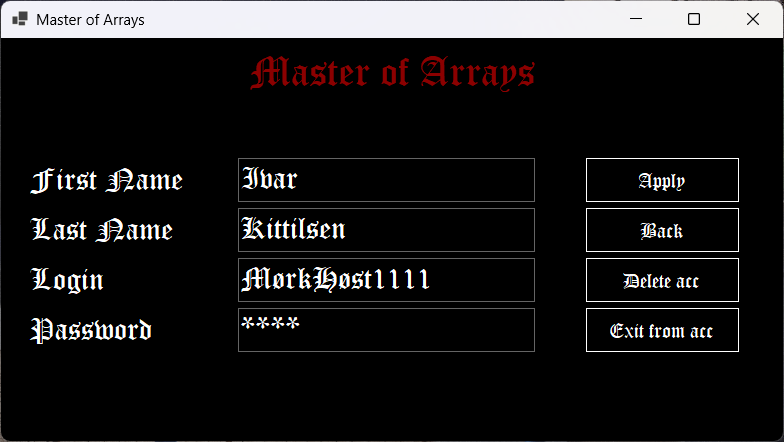 Master of Arrays
Master of Arrays
First Name Ivar Apply
Last Name Kittilsen Back
Login MørkHøst1111 Delete acc
Password **** Exit from acc